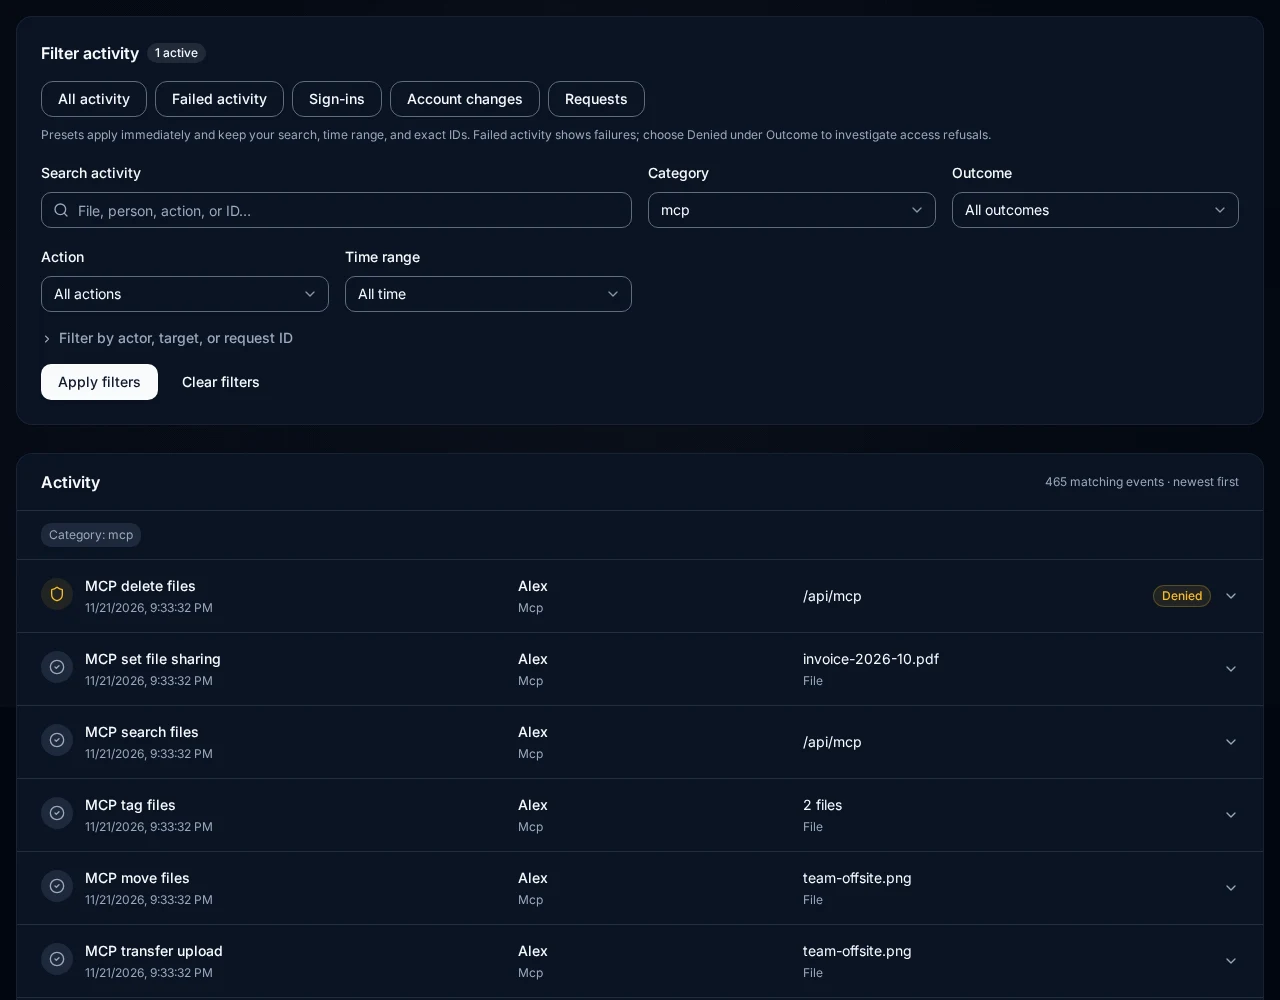 Filter activity 1 active
All activity Failed activity Sign-ins Account changes Requests
Presets apply immediately and keep your search, time range, and exact IDs. Failed activity shows failures; choose Denied under Outcome to investigate access refusals.
Search activity Category Outcome
File, person, action, or ID... mcp All outcomes
Action Time range
All actions All time
Filter by actor, target, or request ID
Apply filters Clear filters
Activity 465 matching events · newest first
Category: mcp
MCP delete files Alex /api/mcp Denied
11/21/2026, 9:33:32 PM Mcp
MCP set file sharing Alex invoice-2026-10.pdf
11/21/2026, 9:33:32 PM Mcp File
MCP search files Alex /api/mcp
11/21/2026, 9:33:32 PM Mcp
MCP tag files Alex 2 files
11/21/2026, 9:33:32 PM Mcp File
MCP move files Alex team-offsite.png
11/21/2026, 9:33:32 PM Mcp File
MCP transfer upload Alex team-offsite.png
11/21/2026, 9:33:32 PM Mcp File